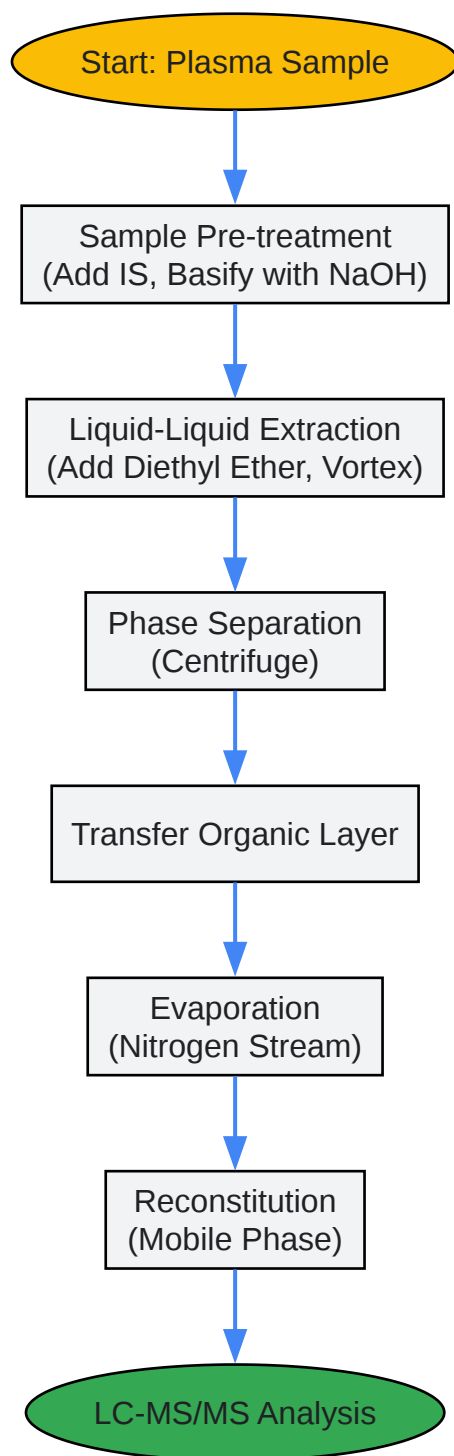 Start: Plasma Sample
Sample Pre-treatment
(Add IS, Basify with NaOH)
Liquid-Liquid Extraction
(Add Diethyl Ether, Vortex)
Phase Separation
(Centrifuge)
Transfer Organic Layer
Evaporation
(Nitrogen Stream)
Reconstitution
(Mobile Phase)
LC-MS/MS Analysis